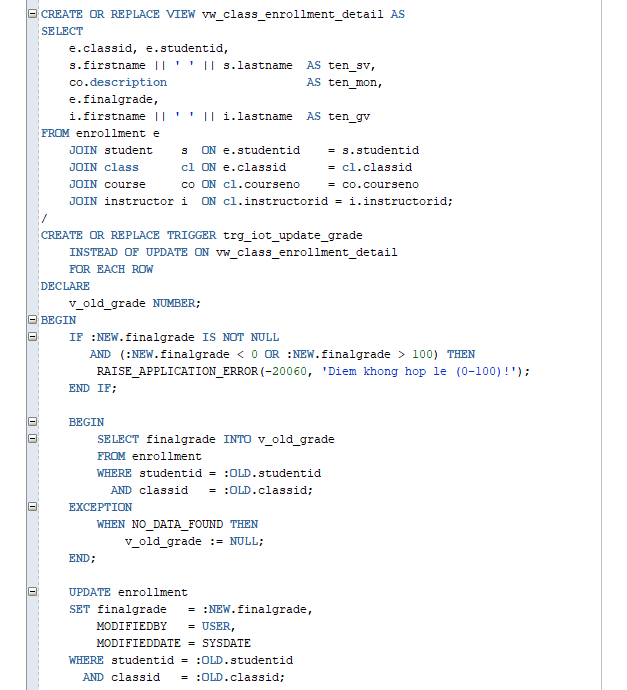 CREATE OR REPLACE VIEW vw_class_enrollment_detail AS
SELECT
    e.classid, e.studentid,
    s.firstname || ' ' || s.lastname  AS ten_sv,
    co.description                    AS ten_mon,
    e.finalgrade,
    i.firstname || ' ' || i.lastname  AS ten_gv
FROM enrollment e
    JOIN student    s  ON e.studentid    = s.studentid
    JOIN class      cl ON e.classid      = cl.classid
    JOIN course     co ON cl.courseno    = co.courseno
    JOIN instructor i  ON cl.instructorid = i.instructorid;
/
CREATE OR REPLACE TRIGGER trg_iot_update_grade
    INSTEAD OF UPDATE ON vw_class_enrollment_detail
    FOR EACH ROW
DECLARE
    v_old_grade NUMBER;
BEGIN
    IF :NEW.finalgrade IS NOT NULL
       AND (:NEW.finalgrade < 0 OR :NEW.finalgrade > 100) THEN
        RAISE_APPLICATION_ERROR(-20060, 'Diem khong hop le (0-100)!');
    END IF;

    BEGIN
        SELECT finalgrade INTO v_old_grade
        FROM enrollment
        WHERE studentid = :OLD.studentid
          AND classid   = :OLD.classid;
    EXCEPTION
        WHEN NO_DATA_FOUND THEN
            v_old_grade := NULL;
    END;

    UPDATE enrollment
    SET finalgrade   = :NEW.finalgrade,
        MODIFIEDBY   = USER,
        MODIFIEDDATE = SYSDATE
    WHERE studentid = :OLD.studentid
      AND classid   = :OLD.classid;